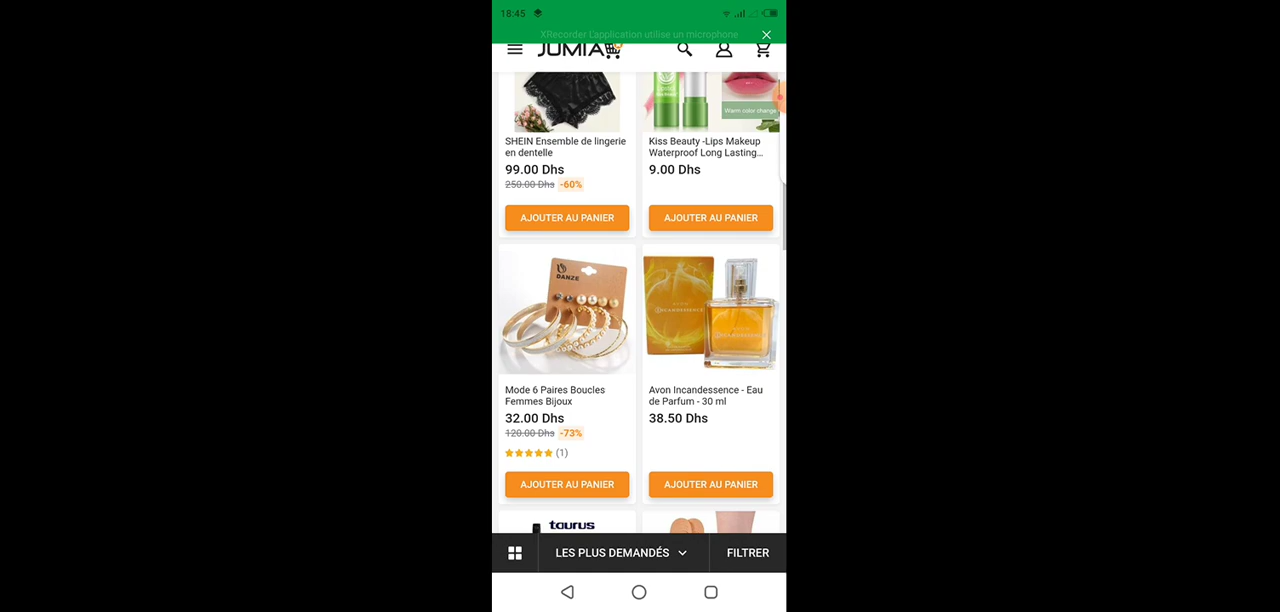 18:45
XRecorder L'application utilise un microphone
JUMIA
Warm color change
SHEIN Ensemble de lingerie
en dentelle
99.00 Dhs
250.00 Dhs -60%
AJOUTER AU PANIER
Kiss Beauty -Lips Makeup
Waterproof Long Lasting...
9.00 Dhs
AJOUTER AU PANIER
DANZE
Mode 6 Paires Boucles
Femmes Bijoux
32.00 Dhs
120.00 Dhs -73%
(1)
AJOUTER AU PANIER
AVON
INCANDESSENCE
INCANDESSENCE
Avon Incandessence - Eau
de Parfum - 30 ml
38.50 Dhs
AJOUTER AU PANIER
taurus
LES PLUS DEMANDÉS
FILTRER